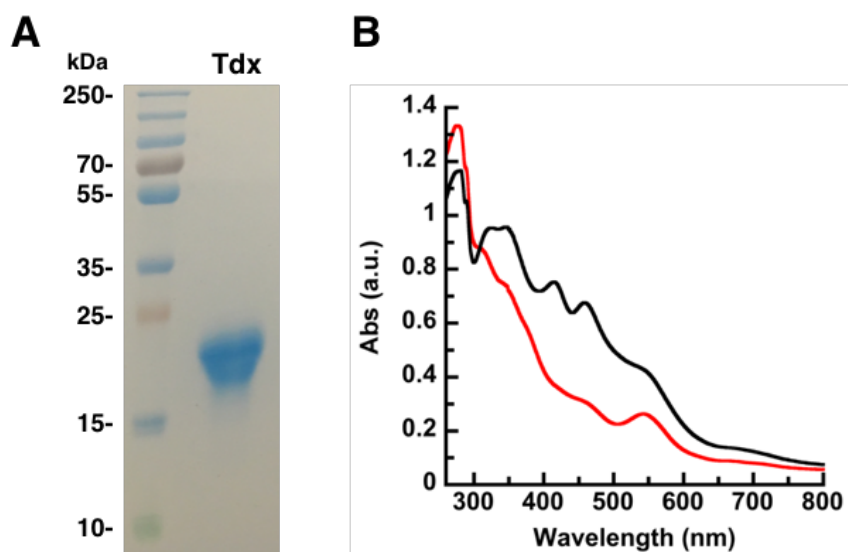 A
kDa
Tdx
250-
70-
55-
35-
25-
15-
10-
B
Abs (a.u.)
1.4
1.2
1
0.8
0.6
0.4
0.2
0
300 400 500 600 700 800
Wavelength (nm)